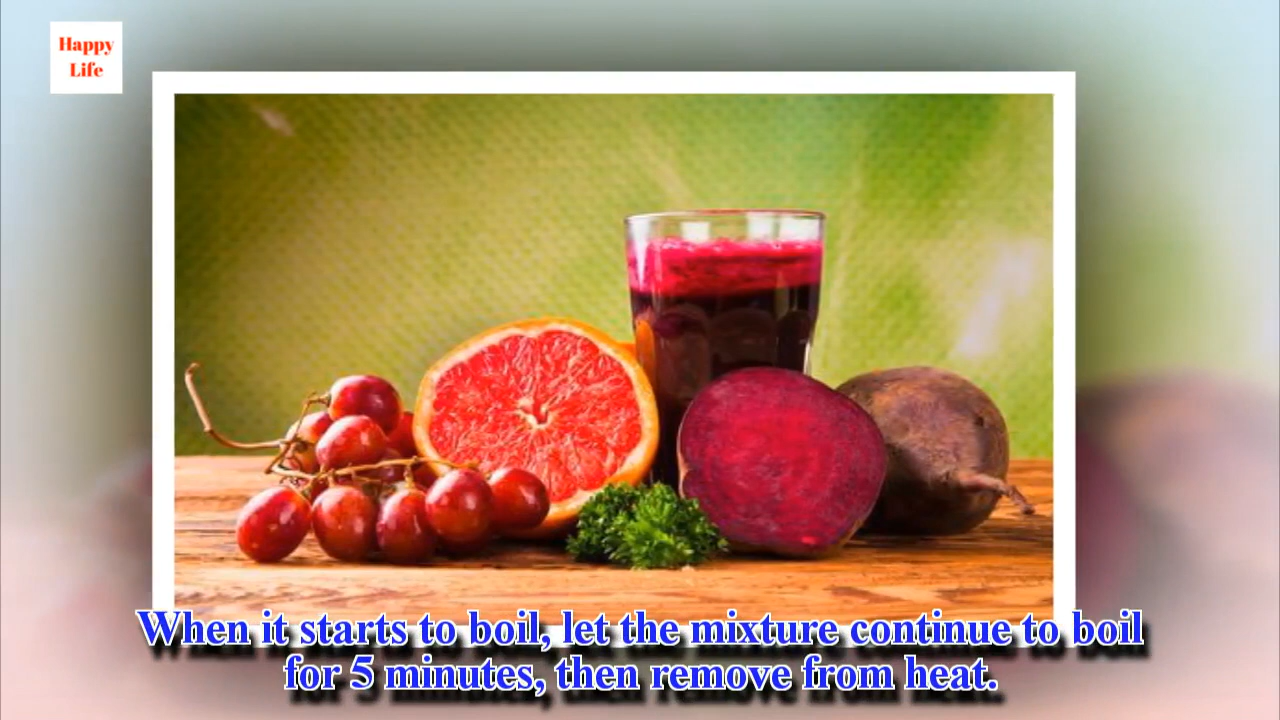 Happy
Life
When it starts to boil, let the mixture continue to boil
for 5 minutes, then remove from heat.